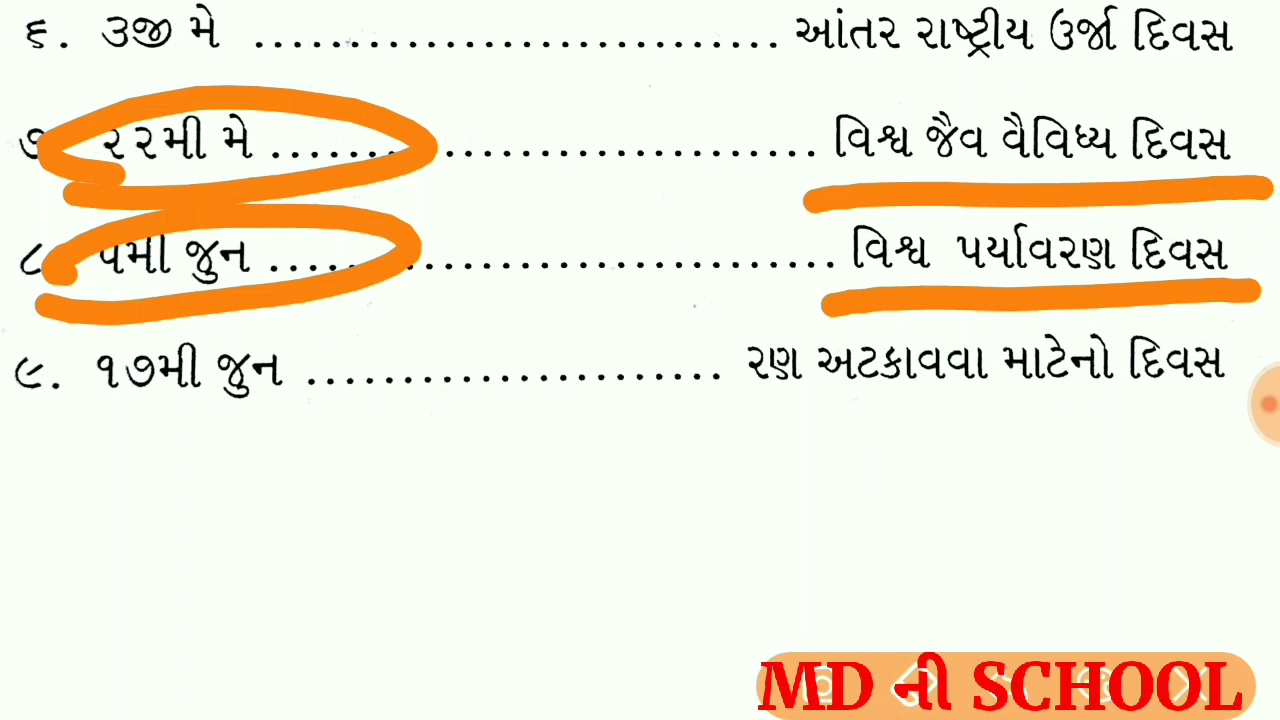 ૬. ૩જી મે ........................... આંતર રાષ્ટ્રીય ઉર્જા દિવસ
૭. ૨૨મી મે ............................. વિશ્વ જૈવ વૈવિધ્ય દિવસ
૮. ૫મી જુન .............................. વિશ્વ પર્યાવરણ દિવસ
૯. ૧૭મી જુન ...................... રણ અટકાવવા માટેનો દિવસ
MD ની SCHOOL